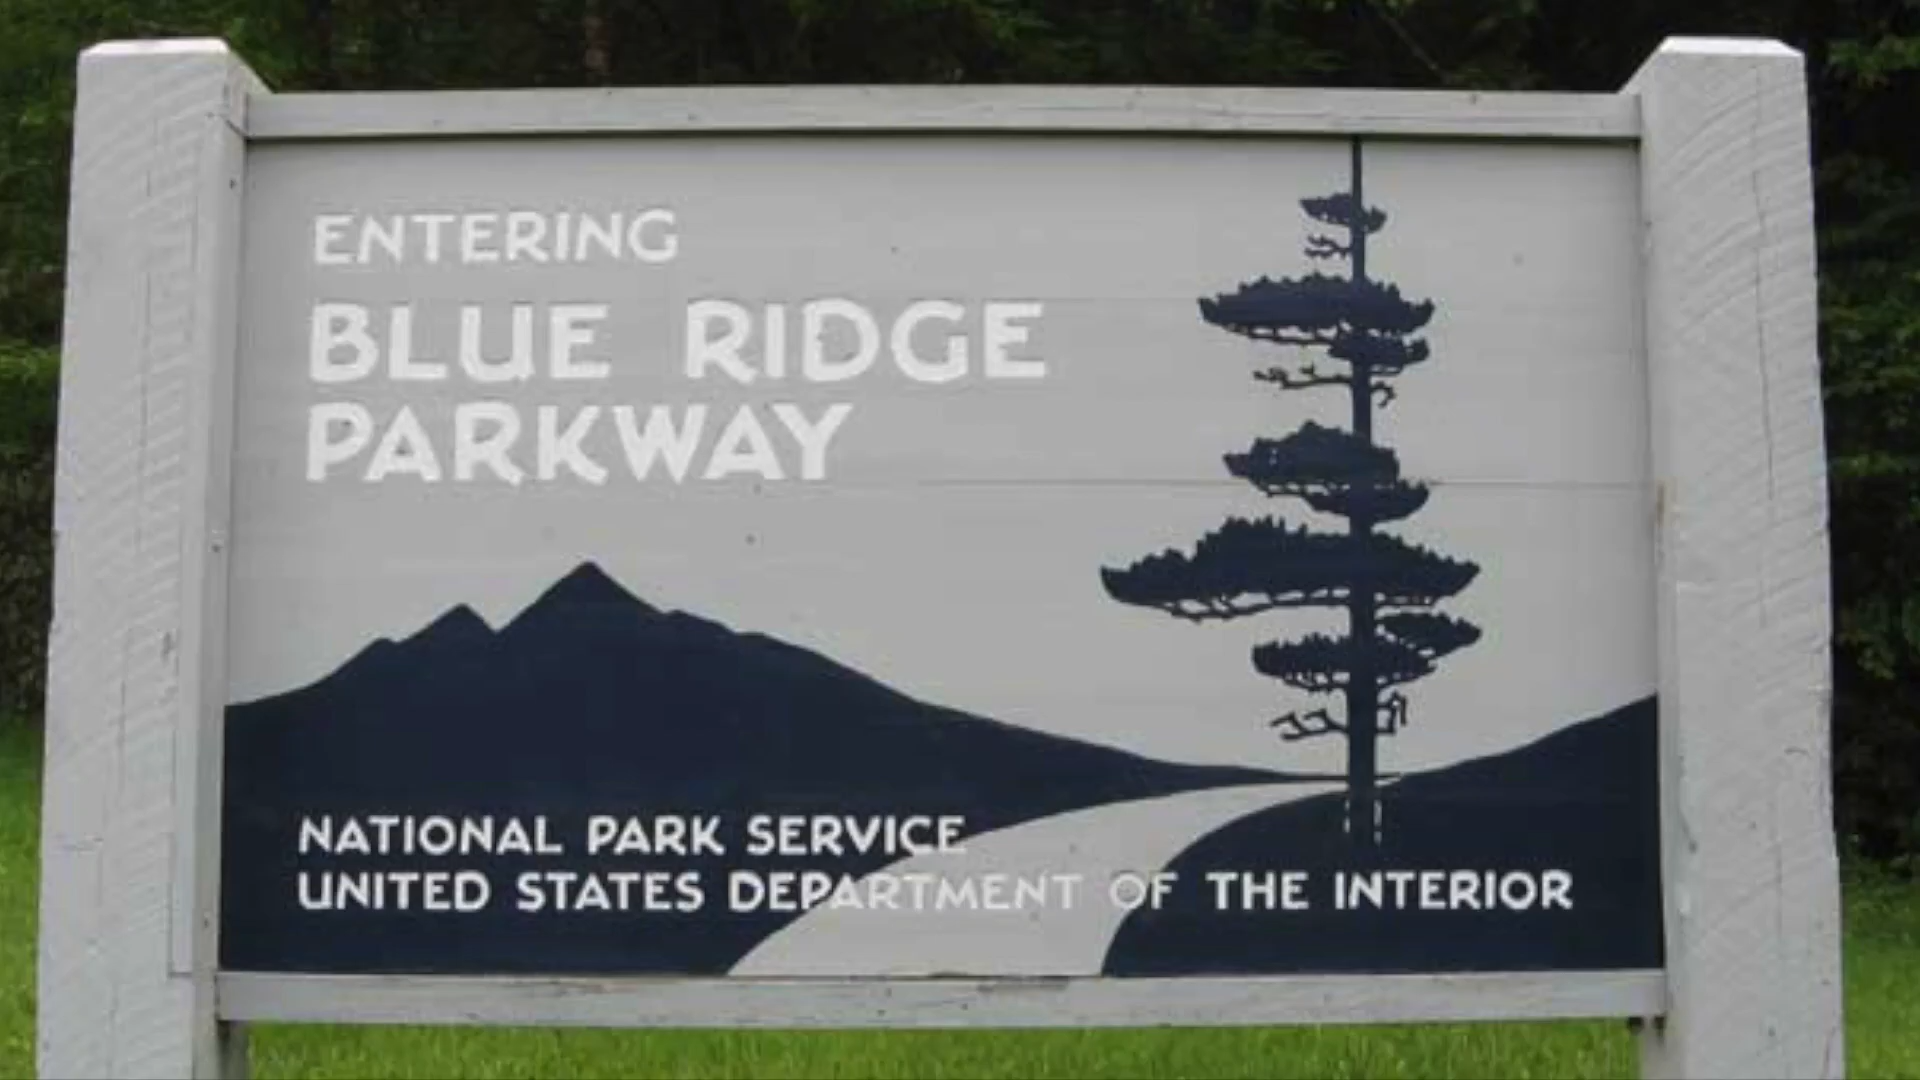 ENTERING
BLUE RIDGE
PARKWAY
NATIONAL PARK SERVICE
UNITED STATES DEPARTMENT OF THE INTERIOR